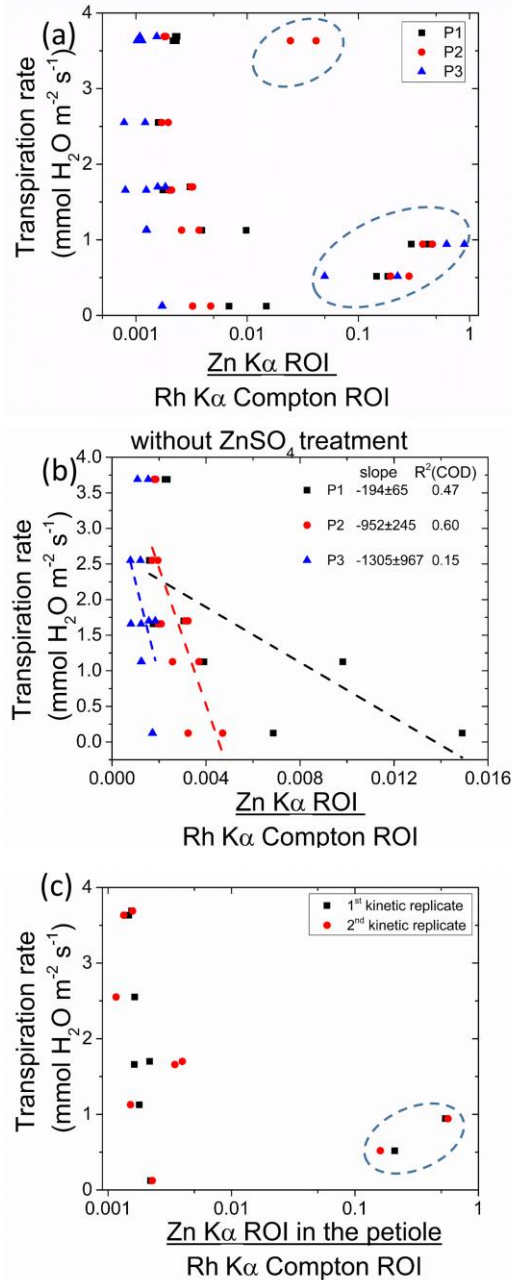 (a)
P1
P2
P3
Transpiration rate
(mmol H₂O m⁻² s⁻¹)
4
3
2
1
0
0.001 0.01 0.1 1
Zn Kα ROI
Rh Kα Compton ROI
without ZnSO₄ treatment
(b)
slope R²(COD)
P1 -194±65 0.47
P2 -952±245 0.60
P3 -1305±967 0.15
Transpiration rate
(mmol H₂O m⁻² s⁻¹)
4.0
3.5
3.0
2.5
2.0
1.5
1.0
0.5
0.0
0.000 0.004 0.008 0.012 0.016
Zn Kα ROI
Rh Kα Compton ROI
(c)
1st kinetic replicate
2nd kinetic replicate
Transpiration rate
(mmol H₂O m⁻² s⁻¹)
4
3
2
1
0
0.001 0.01 0.1 1
Zn Kα ROI in the petiole
Rh Kα Compton ROI